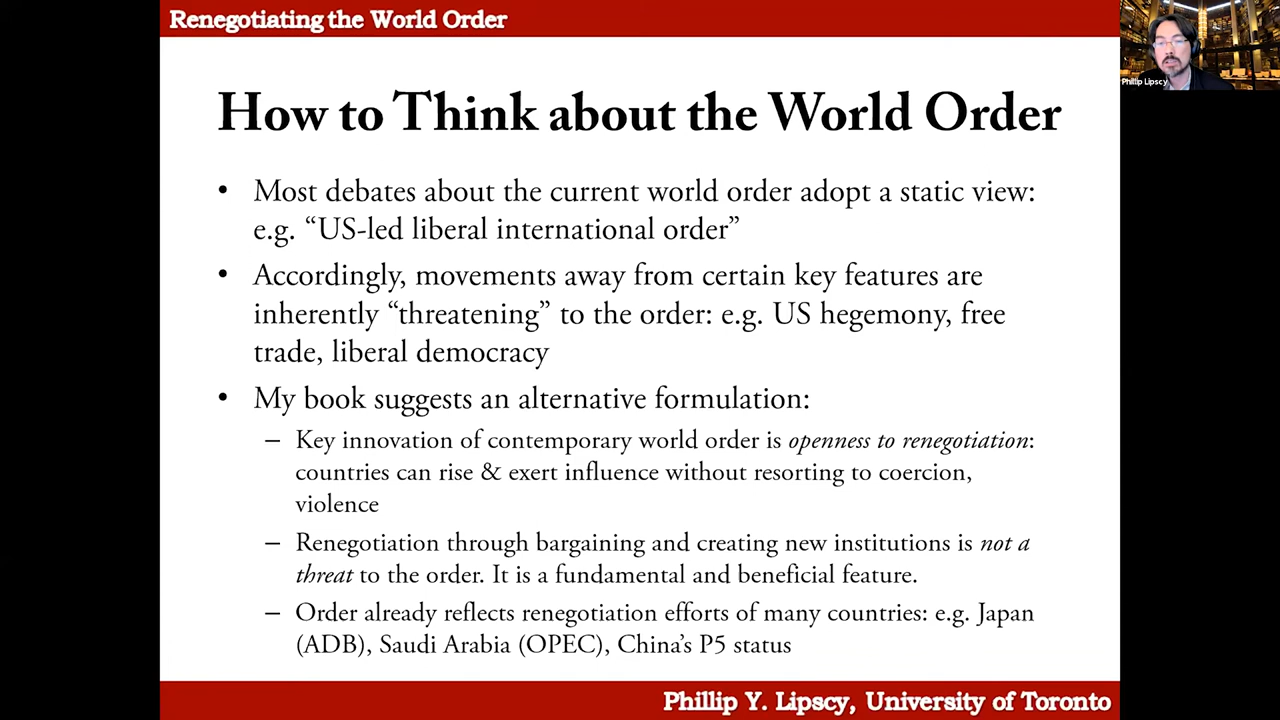 Renegotiating the World Order
Phillip Lipscy
How to Think about the World Order
• Most debates about the current world order adopt a static view:
e.g. “US-led liberal international order”
• Accordingly, movements away from certain key features are
inherently “threatening” to the order: e.g. US hegemony, free
trade, liberal democracy
• My book suggests an alternative formulation:
– Key innovation of contemporary world order is openness to renegotiation:
countries can rise & exert influence without resorting to coercion,
violence
– Renegotiation through bargaining and creating new institutions is not a
threat to the order. It is a fundamental and beneficial feature.
– Order already reflects renegotiation efforts of many countries: e.g. Japan
(ADB), Saudi Arabia (OPEC), China’s P5 status
Phillip Y. Lipscy, University of Toronto